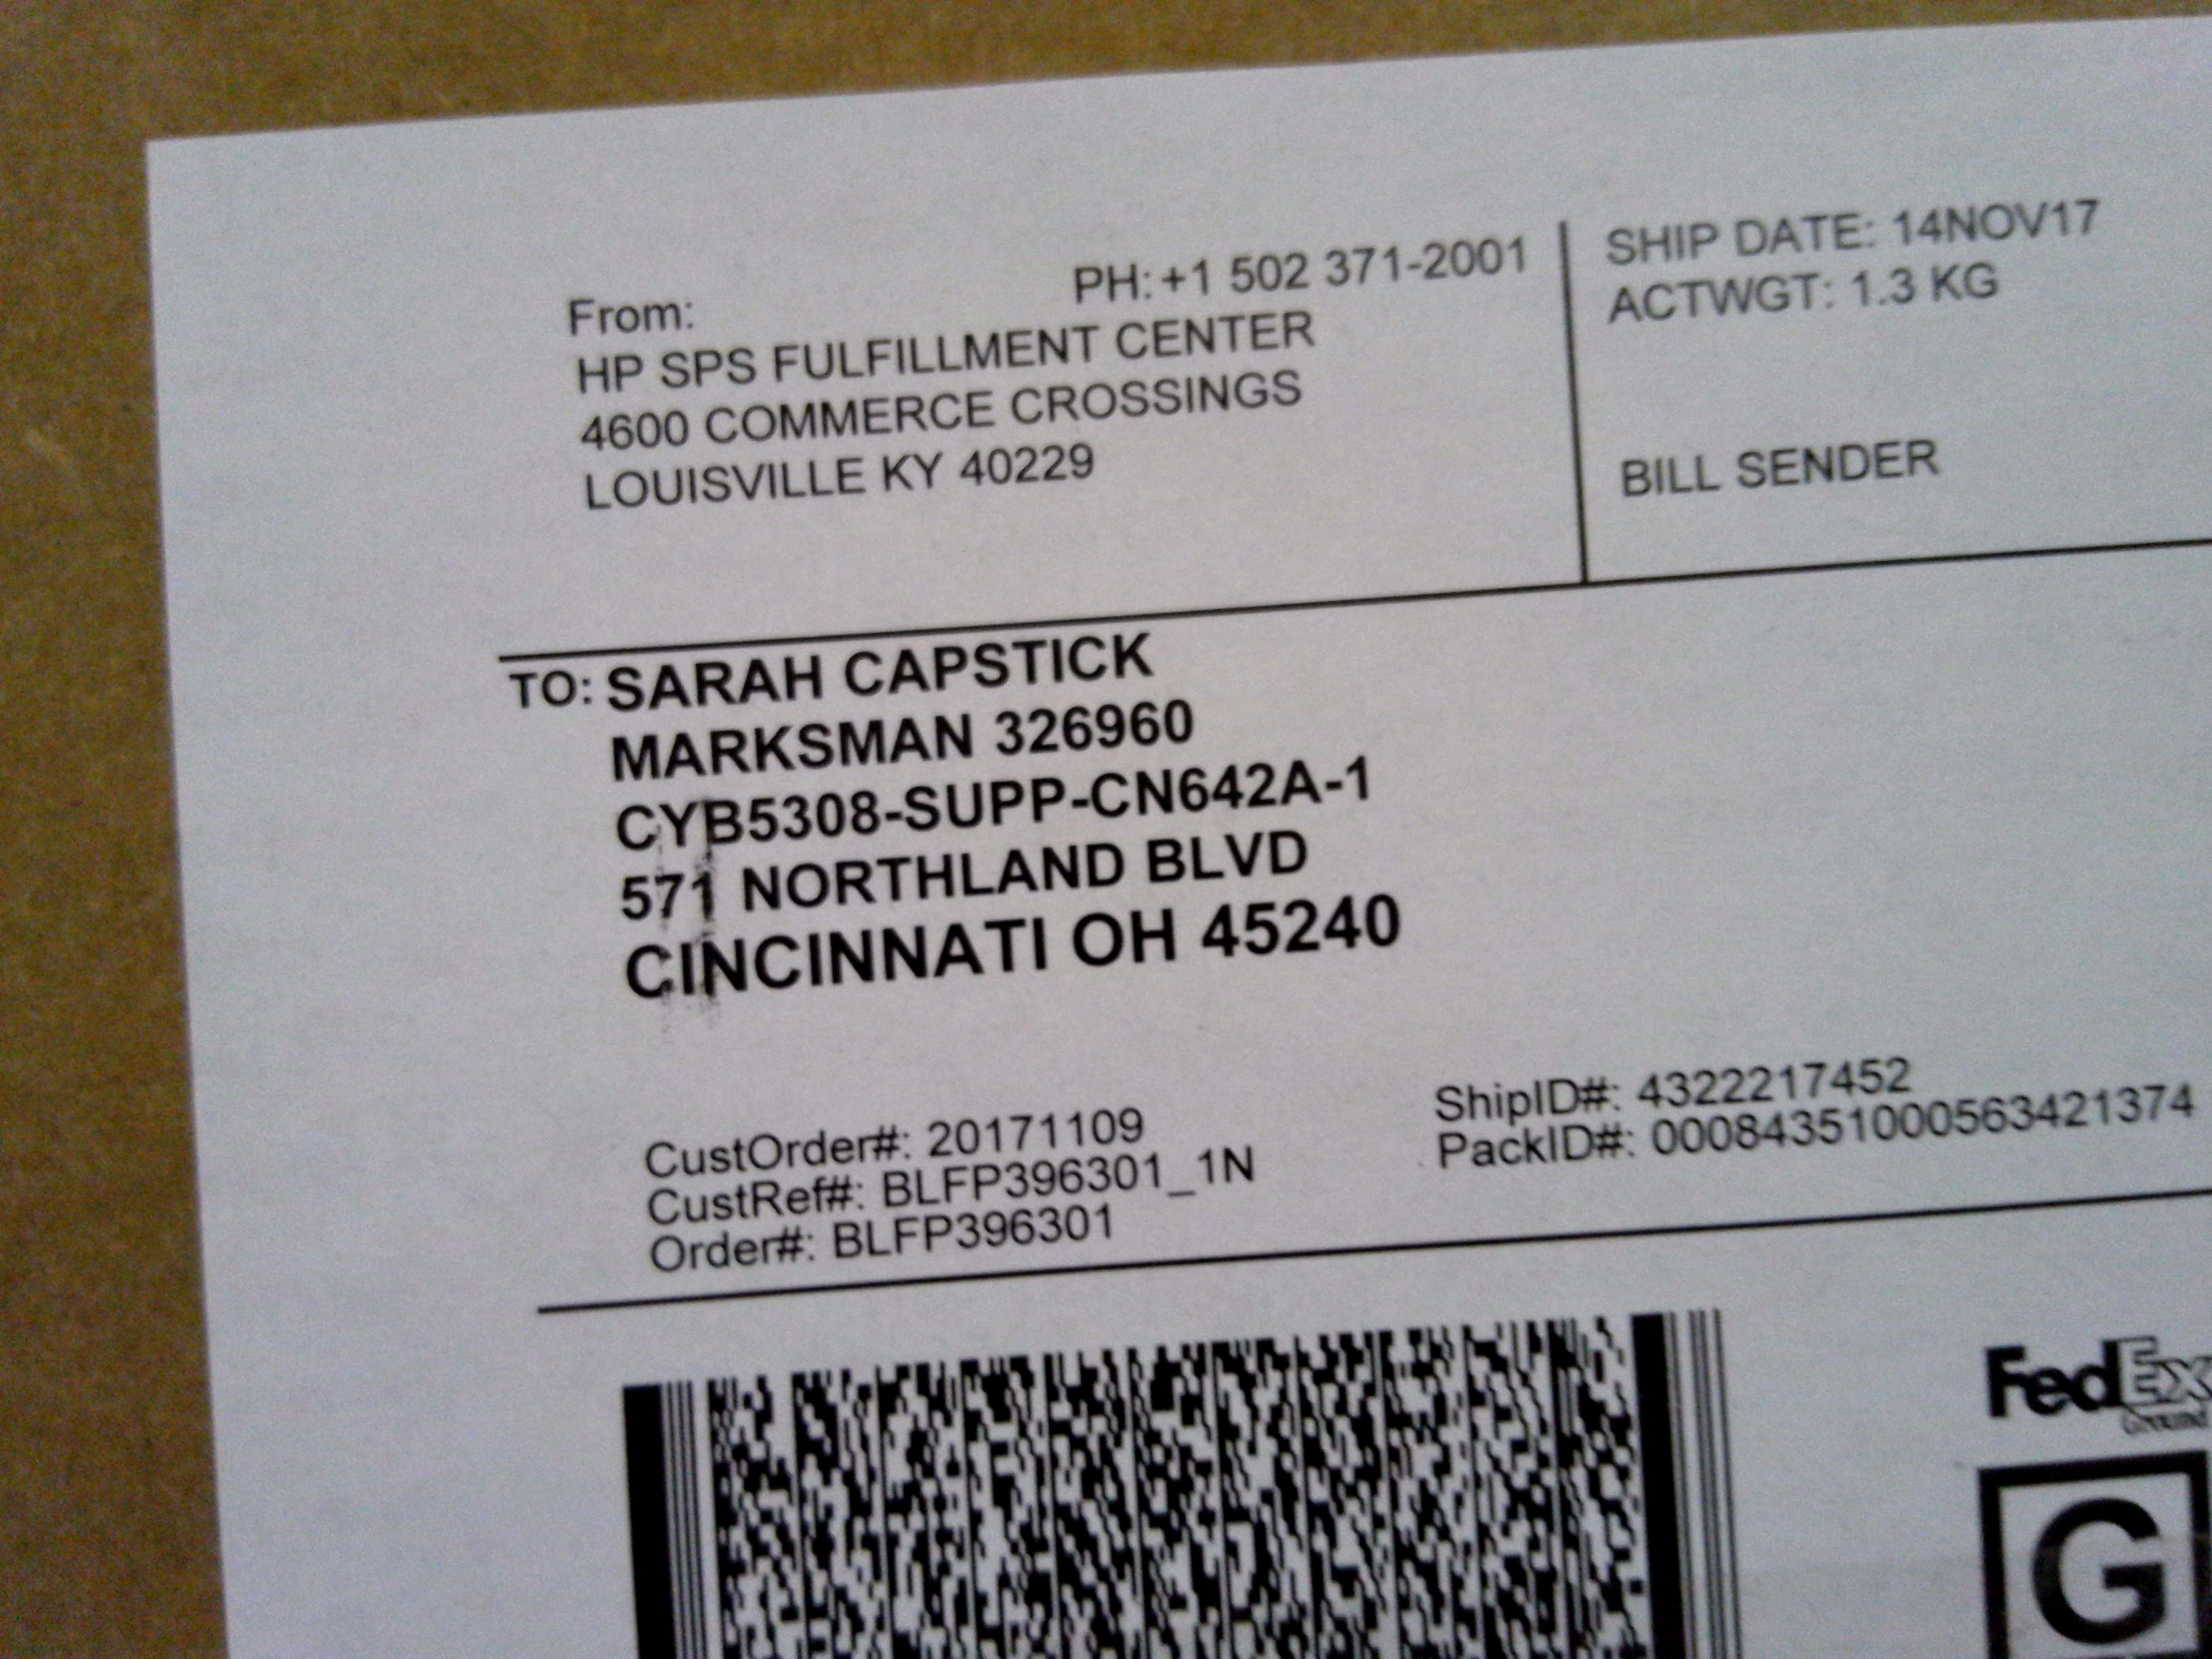 From:
PH: +1 502 371-2001
HP SPS FULFILLMENT CENTER
4600 COMMERCE CROSSINGS
LOUISVILLE KY 40229
SHIP DATE: 14NOV17
ACTWGT: 1.3 KG
BILL SENDER
TO: SARAH CAPSTICK
MARKSMAN 326960
CYB5308-SUPP-CN642A-1
571 NORTHLAND BLVD
CINCINNATI OH 45240
CustOrder#: 20171109
CustRef#: BLFP396301_1N
Order#: BLFP396301
ShipID#: 4322217452
PackID#: 00084351000563421374
FedEx
Ground
G